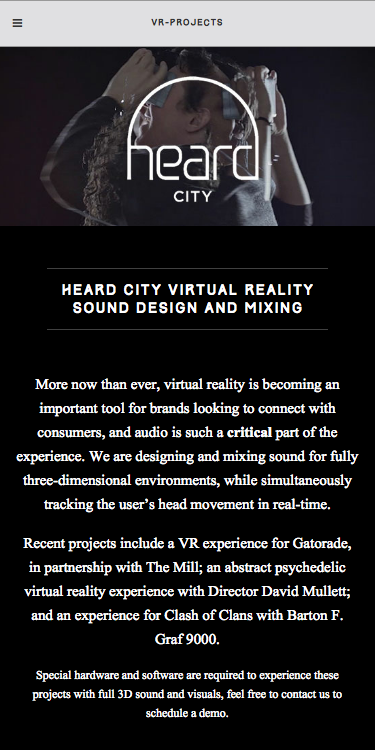 VR-PROJECTS
heard
CITY
HEARD CITY VIRTUAL REALITY
SOUND DESIGN AND MIXING
More now than ever, virtual reality is becoming an
important tool for brands looking to connect with
consumers, and audio is such a critical part of the
experience. We are designing and mixing sound for fully
three-dimensional environments, while simultaneously
tracking the user’s head movement in real-time.
Recent projects include a VR experience for Gatorade,
in partnership with The Mill; an abstract psychedelic
virtual reality experience with Director David Mullett;
and an experience for Clash of Clans with Barton F.
Graf 9000.
Special hardware and software are required to experience these
projects with full 3D sound and visuals, feel free to contact us to
schedule a demo.